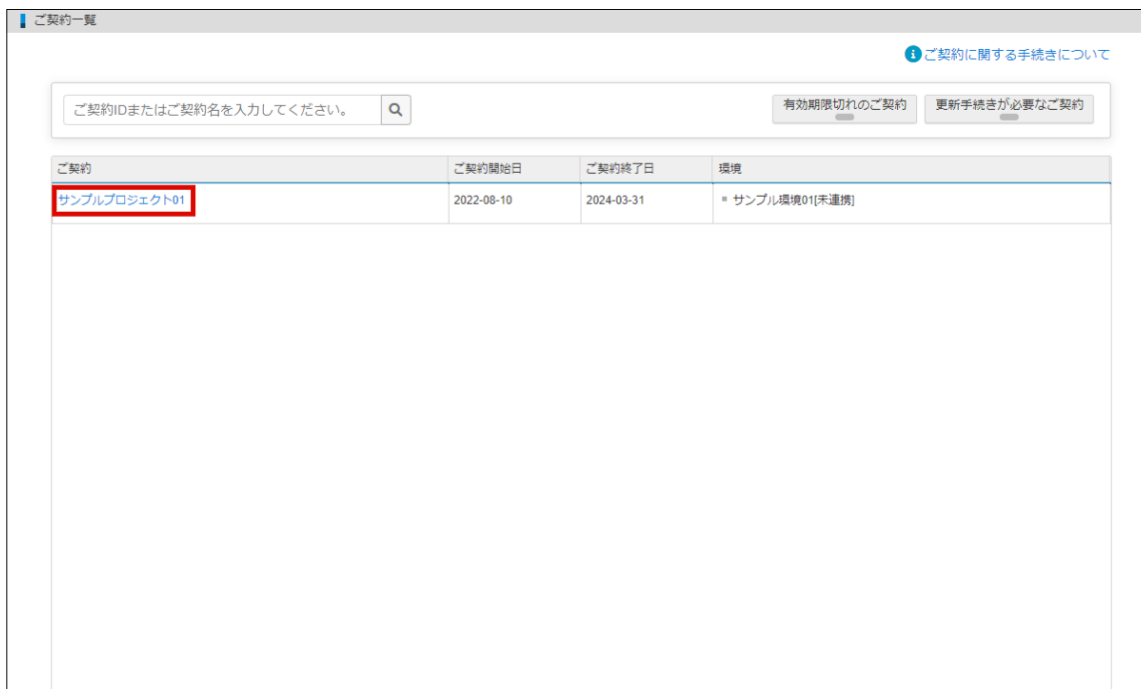 ご契約一覧
ご契約に関する手続きについて
ご契約IDまたはご契約名を入力してください。
有効期限切れのご契約 更新手続きが必要なご契約
ご契約 ご契約開始日 ご契約終了日 環境
サンプルプロジェクト01 2022-08-10 2024-03-31 サンプル環境01[未連携]